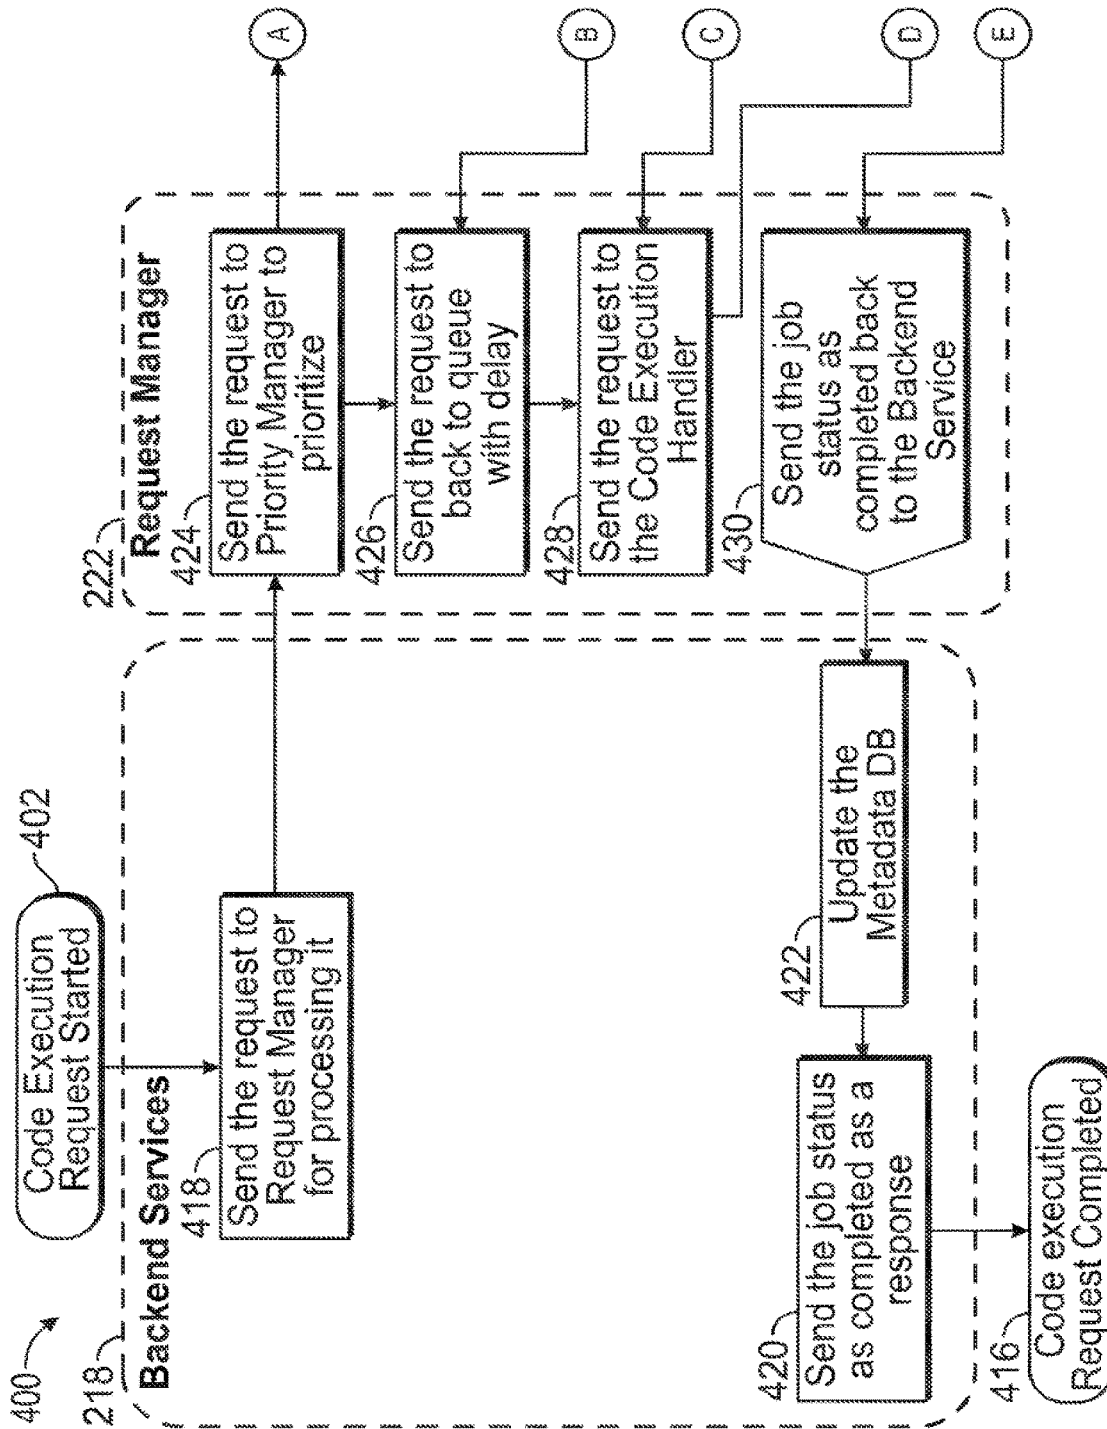 400
Code Execution
Request Started
402
218
Backend Services
418
Send the request to
Request Manager
for processing it
420
Send the job status
as completed as a
response
422
Update the
Metadata DB
416
Code execution
Request Completed
222
Request Manager
424
Send the request to
Priority Manager to
prioritize
426
Send the request to
back to queue
with delay
428
Send the request to
the Code Execution
Handler
430
Send the job
status as
completed back
to the Backend
Service
A
B
C
D
E